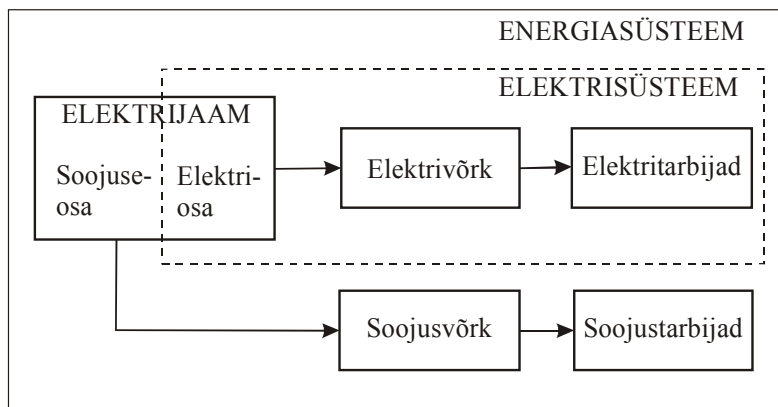 ENERGIASÜSTEEM
ELEKTRISÜSTEEM
ELEKTRIJAAM
Soojuse-
osa
Elektri-
osa
Elektrivõrk
Elektritarbijad
Soojusvõrk
Soojustarbijad